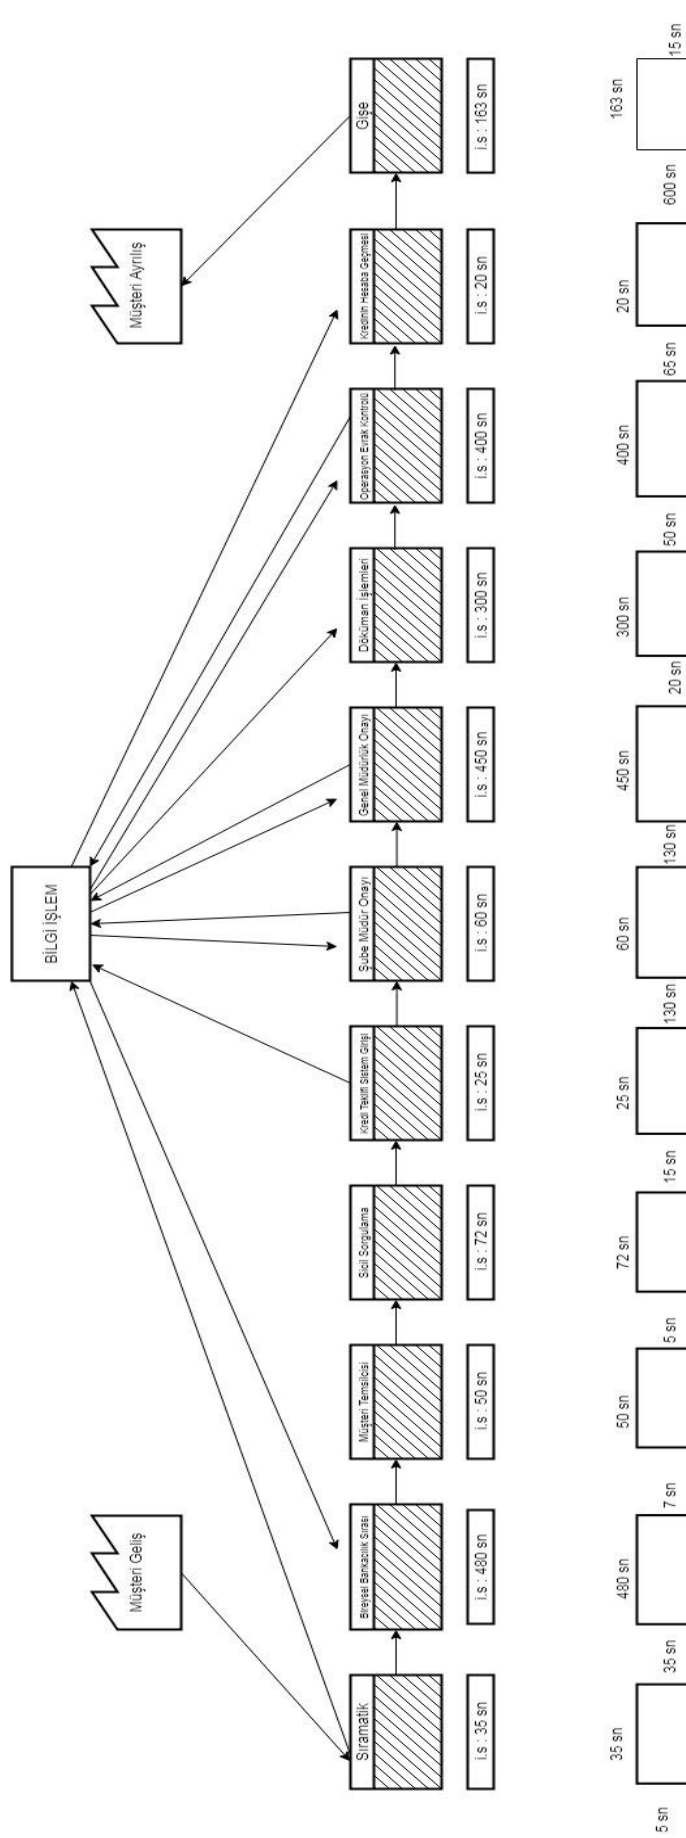 BİLGİ İŞLEM
Müşteri Geliş
Müşteri Ayrılış
Sıramatik
Bireysel Bankacılık Sırası
Müşteri Temsilcisi
Sicil Sorgulama
Kredi Teklifi Sistem Girişi
Şube Müdür Onayı
Genel Müdürlük Onayı
Döküman İşlemleri
Operasyon Evrak Kontrolü
Kredinin Hesaba Geçmesi
Gişe
i.s : 35 sn
i.s : 480 sn
i.s : 50 sn
i.s : 72 sn
i.s : 25 sn
i.s : 60 sn
i.s : 450 sn
i.s : 300 sn
i.s : 400 sn
i.s : 20 sn
i.s : 163 sn
35 sn
480 sn
50 sn
72 sn
25 sn
60 sn
450 sn
300 sn
400 sn
20 sn
163 sn
5 sn
35 sn
7 sn
5 sn
15 sn
130 sn
130 sn
20 sn
50 sn
65 sn
600 sn
15 sn